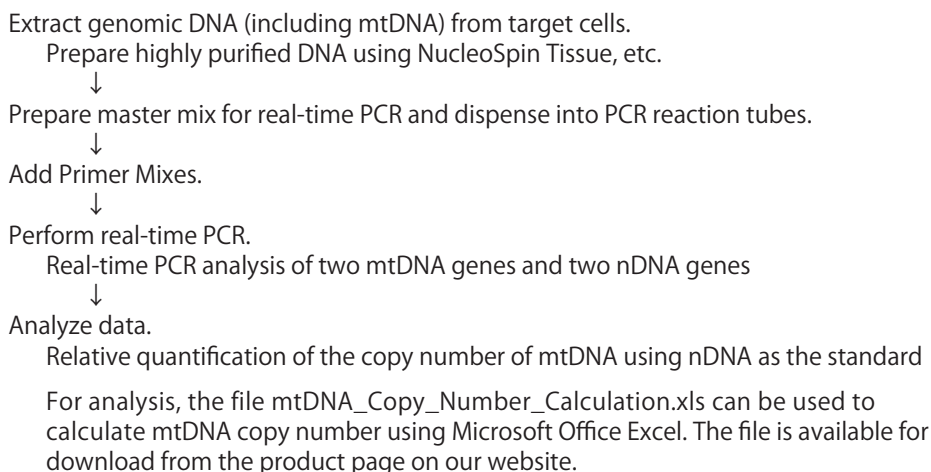 Extract genomic DNA (including mtDNA) from target cells.
Prepare highly purified DNA using NucleoSpin Tissue, etc.
↓
Prepare master mix for real-time PCR and dispense into PCR reaction tubes.
↓
Add Primer Mixes.
↓
Perform real-time PCR.
Real-time PCR analysis of two mtDNA genes and two nDNA genes
↓
Analyze data.
Relative quantification of the copy number of mtDNA using nDNA as the standard
For analysis, the file mtDNA_Copy_Number_Calculation.xls can be used to
calculate mtDNA copy number using Microsoft Office Excel. The file is available for
download from the product page on our website.